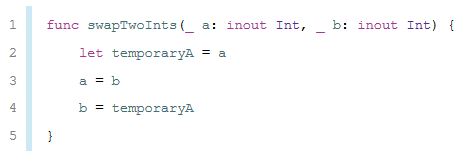 1 func swapTwoInts(_ a: inout Int, _ b: inout Int) {
2     let temporaryA = a
3     a = b
4     b = temporaryA
5 }